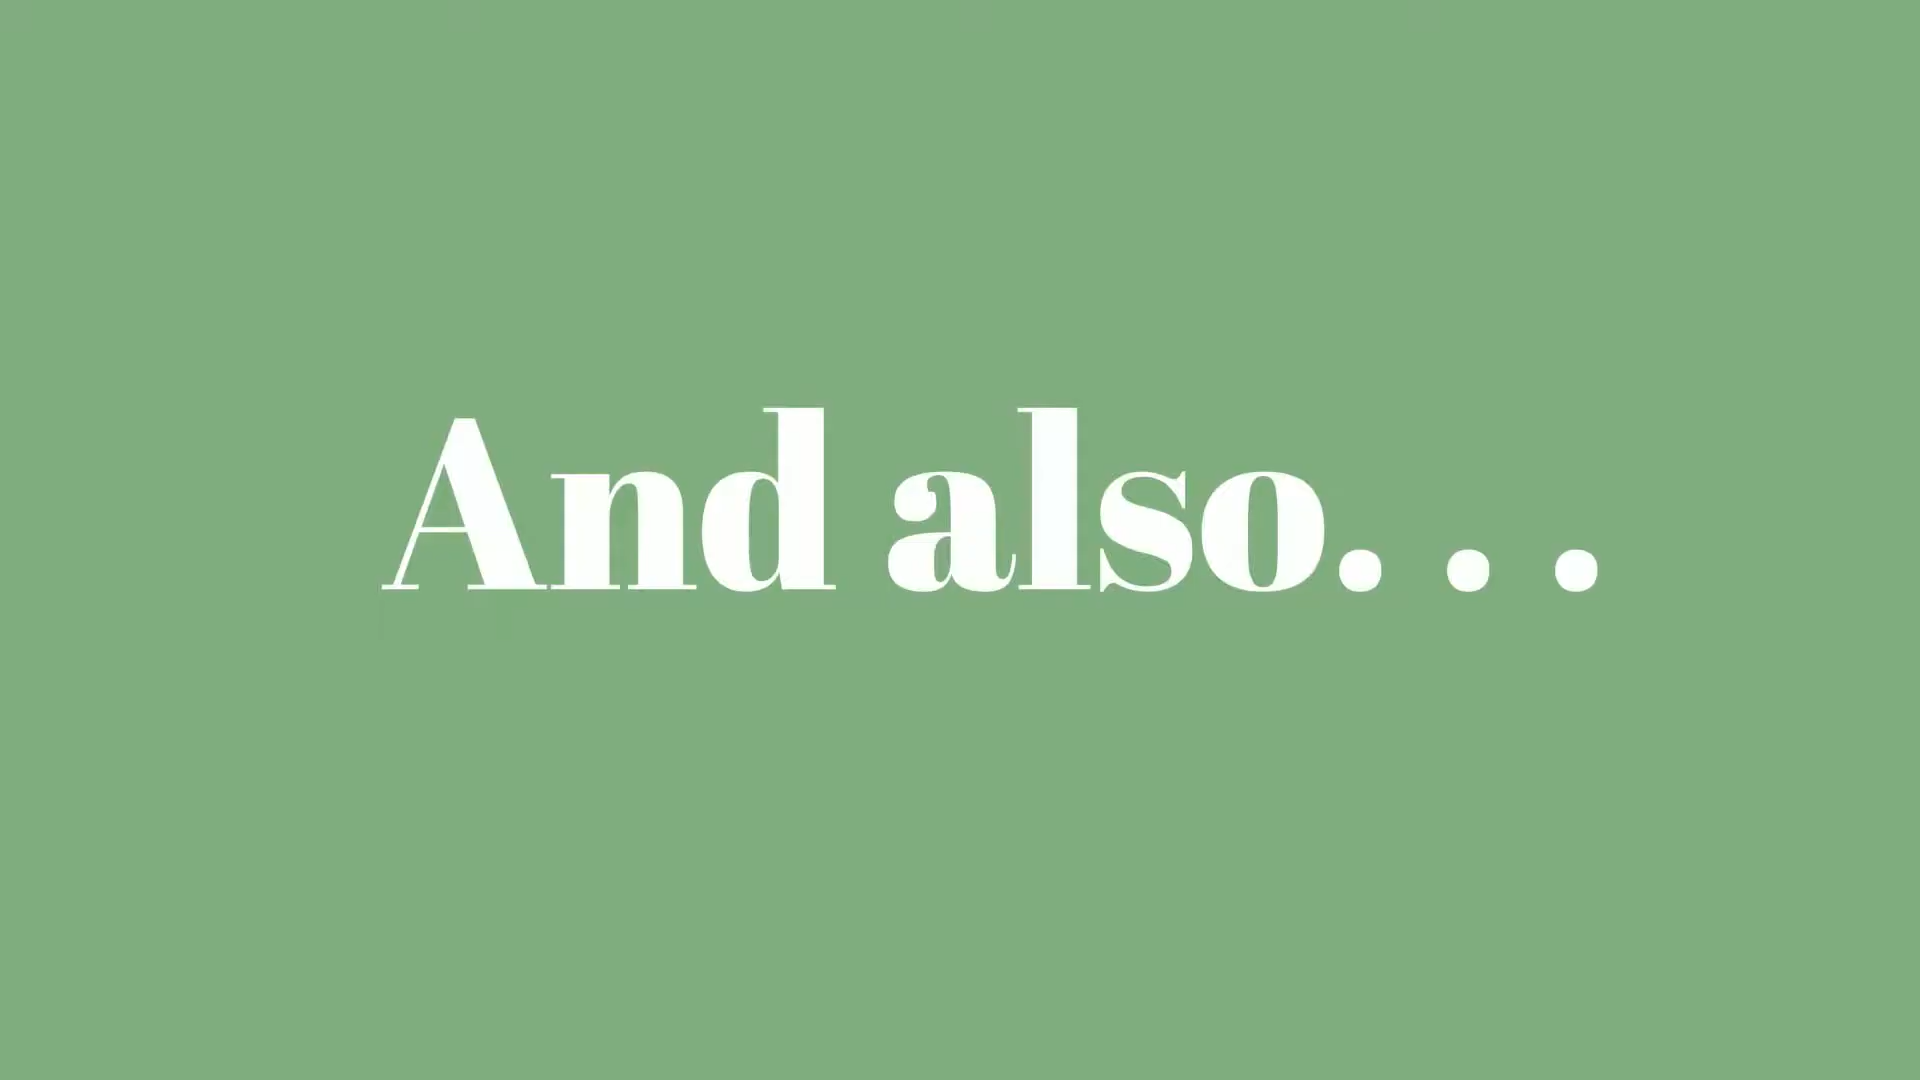 And also. . .